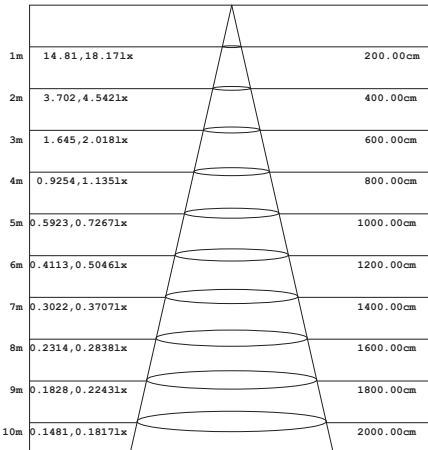 1m 14.81,18.17lx 200.00cm
2m 3.702,4.542lx 400.00cm
3m 1.645,2.018lx 600.00cm
4m 0.9254,1.135lx 800.00cm
5m 0.5923,0.7267lx 1000.00cm
6m 0.4113,0.5046lx 1200.00cm
7m 0.3022,0.3707lx 1400.00cm
8m 0.2314,0.2838lx 1600.00cm
9m 0.1828,0.2243lx 1800.00cm
10m 0.1481,0.1817lx 2000.00cm